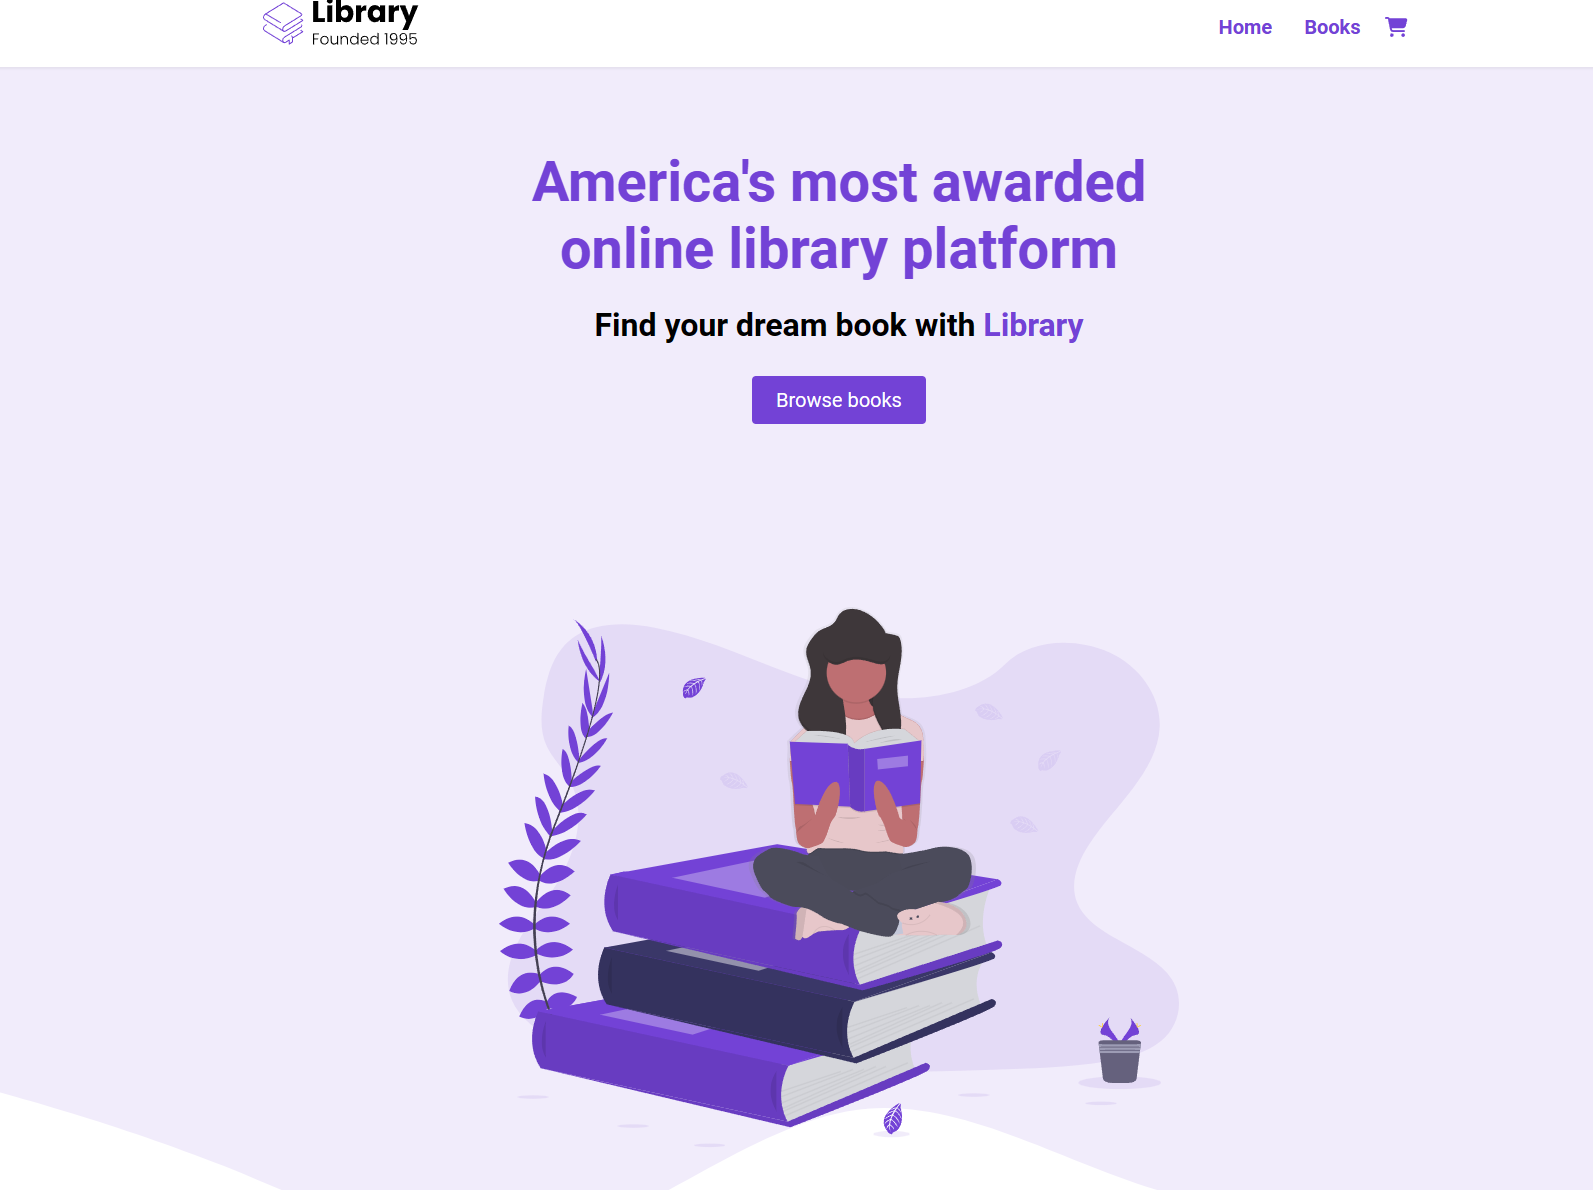 Library
Founded 1995
Home Books
America's most awarded
online library platform
Find your dream book with Library
Browse books